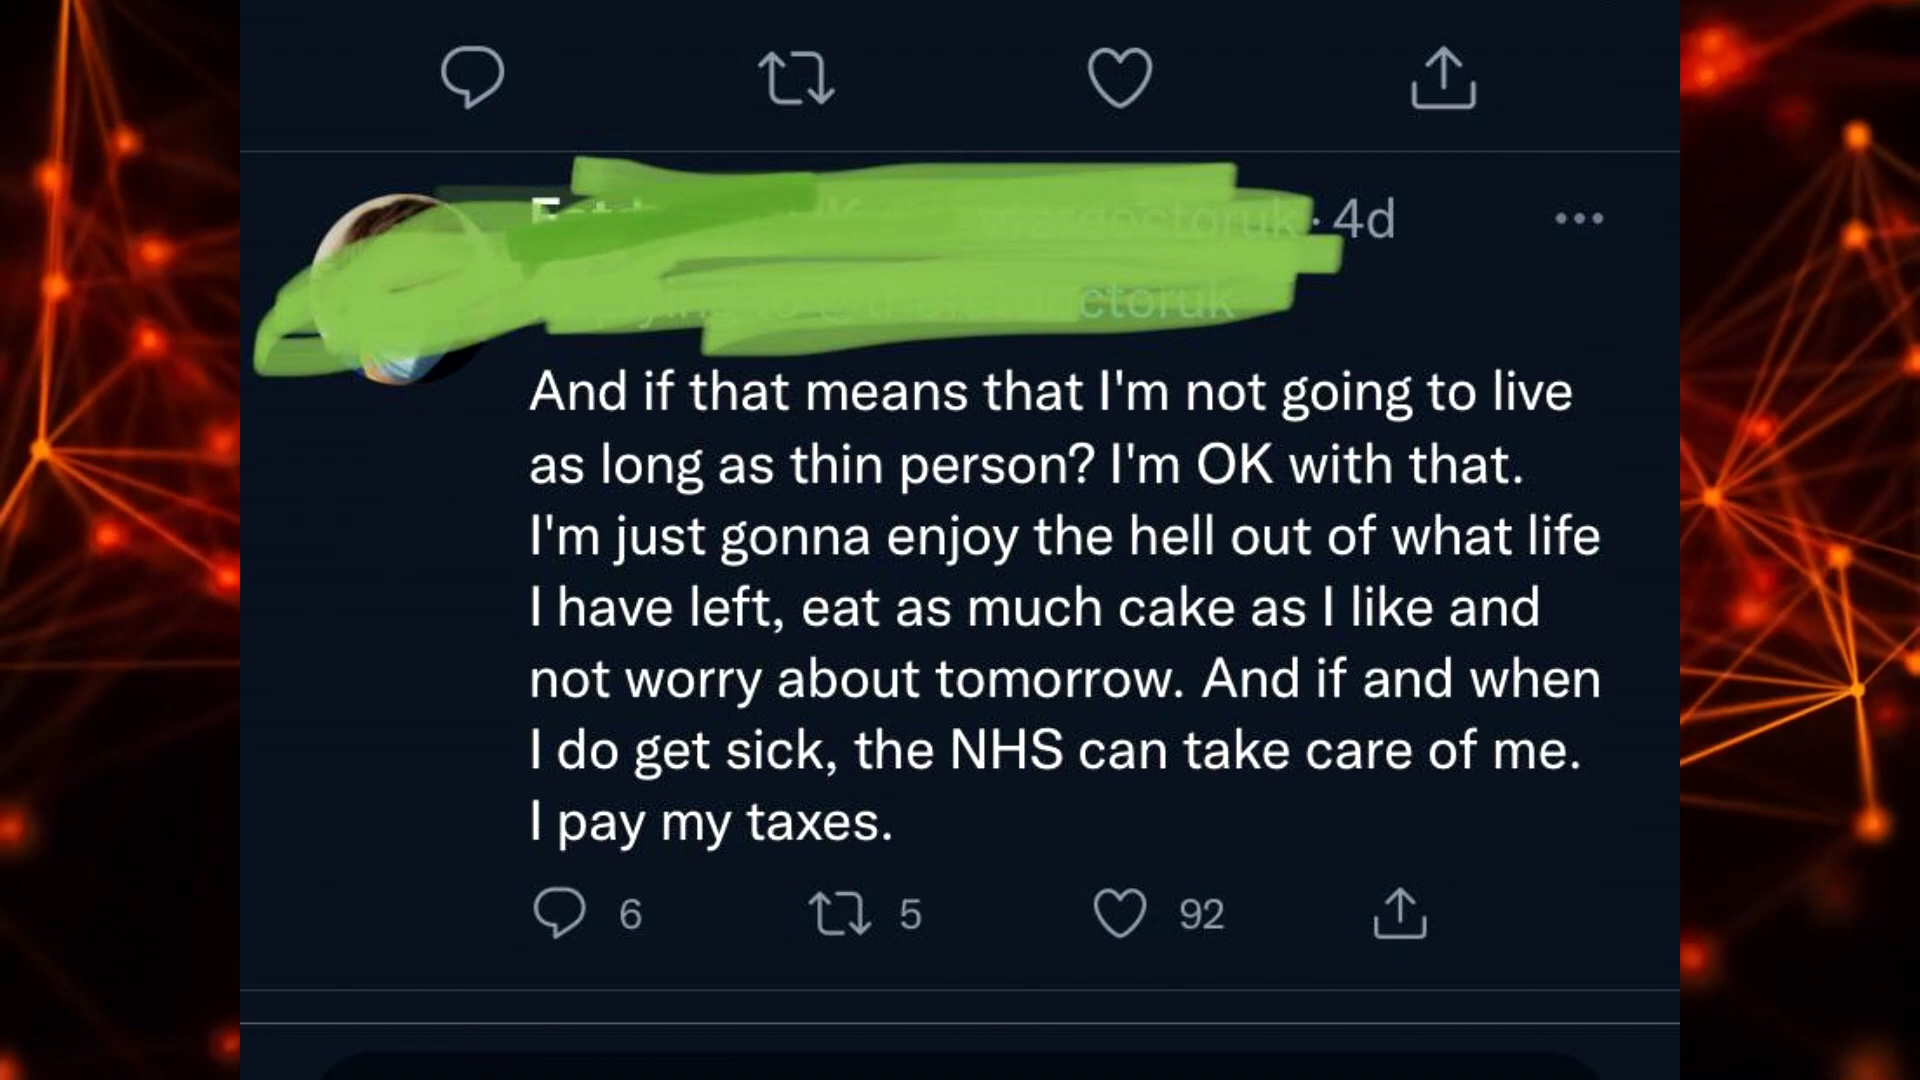 · 4d
And if that means that I'm not going to live
as long as thin person? I'm OK with that.
I'm just gonna enjoy the hell out of what life
I have left, eat as much cake as I like and
not worry about tomorrow. And if and when
I do get sick, the NHS can take care of me.
I pay my taxes.
6 5 92